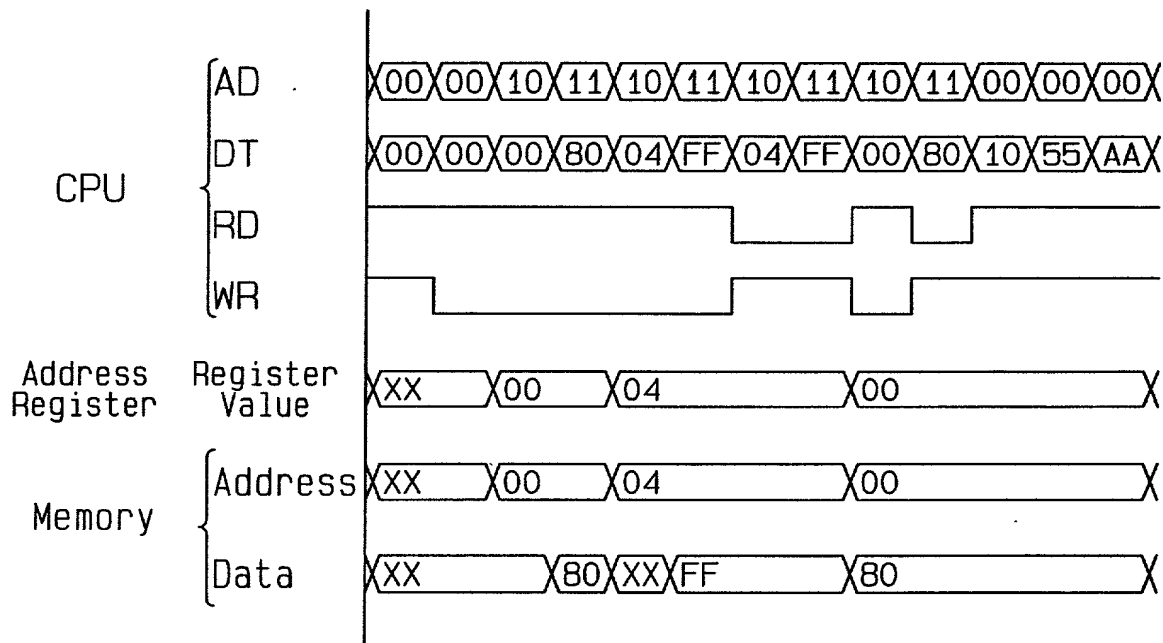 CPU
AD 00 00 10 11 10 11 10 11 10 11 00 00 00
DT 00 00 00 80 04 FF 04 FF 00 80 10 55 AA
RD
WR
Address Register
Register Value
XX 00 04 00
Memory
Address XX 00 04 00
Data XX 80 XX FF 80